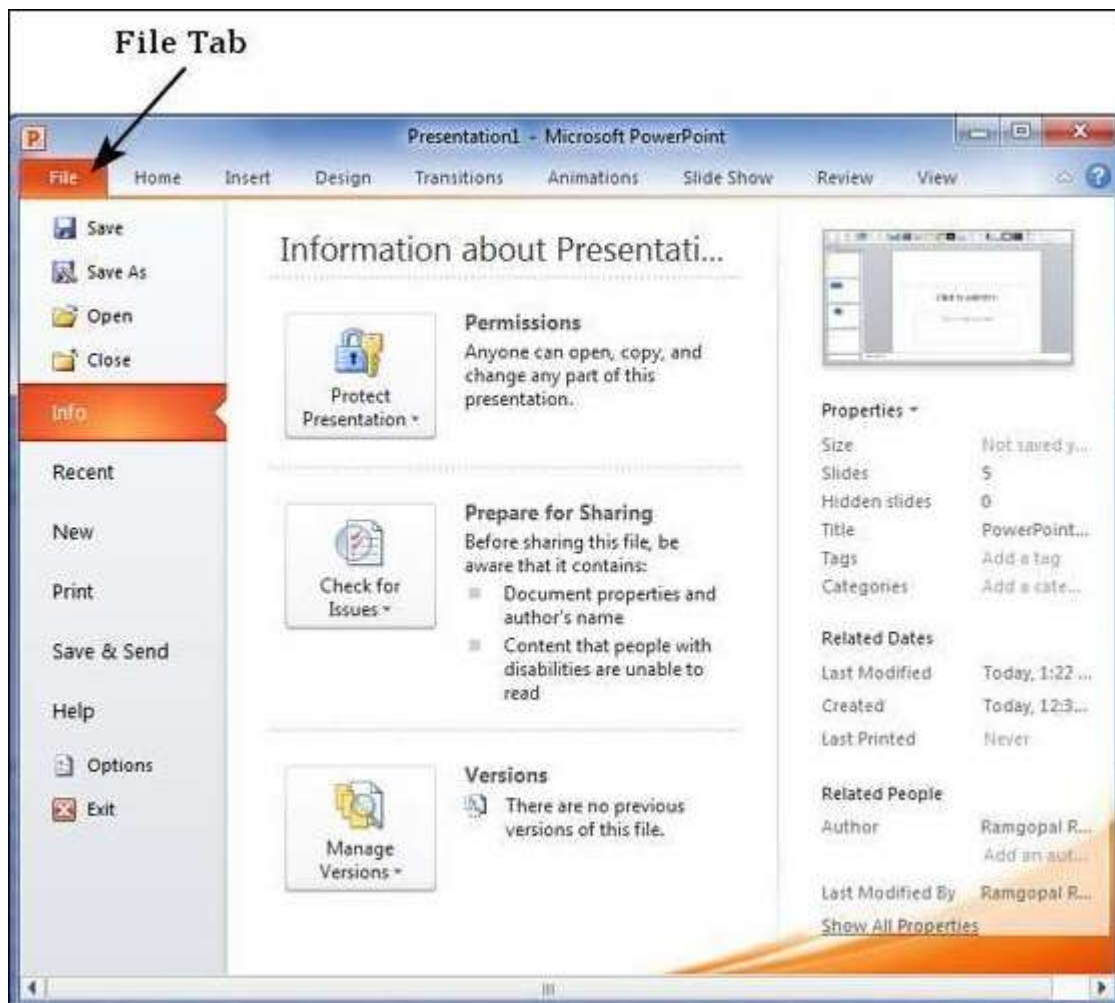 File Tab
Presentation1 - Microsoft PowerPoint
File Home Insert Design Transitions Animations Slide Show Review View
Save
Save As
Open
Close
Info
Recent
New
Print
Save & Send
Help
Options
Exit
Information about Presentati...
Protect
Presentation
Permissions
Anyone can open, copy, and
change any part of this
presentation.
Check for
Issues
Prepare for Sharing
Before sharing this file, be
aware that it contains:
Document properties and
author's name
Content that people with
disabilities are unable to
read
Manage
Versions
Versions
There are no previous
versions of this file.
Properties
Size Not saved y...
Slides 5
Hidden slides 0
Title PowerPoint...
Tags Add a tag
Categories Add a cate...
Related Dates
Last Modified Today, 1:22 ...
Created Today, 12:3...
Last Printed Never
Related People
Author Ramgopal R...
Add an aut...
Last Modified By Ramgopal R...
Show All Properties